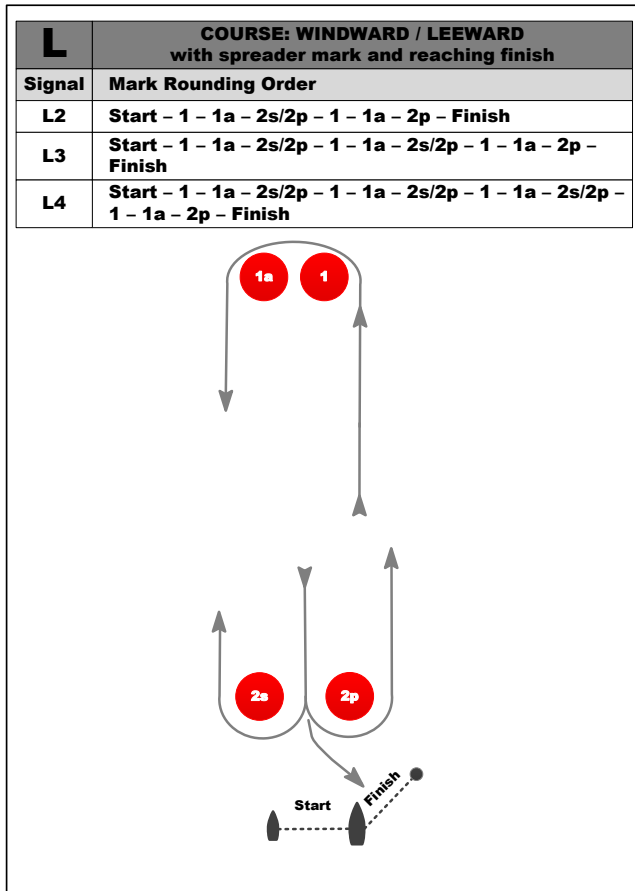 L
COURSE: WINDWARD / LEEWARD
with spreader mark and reaching finish
Signal Mark Rounding Order
L2 Start – 1 – 1a – 2s/2p – 1 – 1a – 2p – Finish
L3 Start – 1 – 1a – 2s/2p – 1 – 1a – 2s/2p – 1 – 1a – 2p –
Finish
L4 Start – 1 – 1a – 2s/2p – 1 – 1a – 2s/2p – 1 – 1a – 2s/2p –
1 – 1a – 2p – Finish
1a 1
2s 2p
Finish
Start